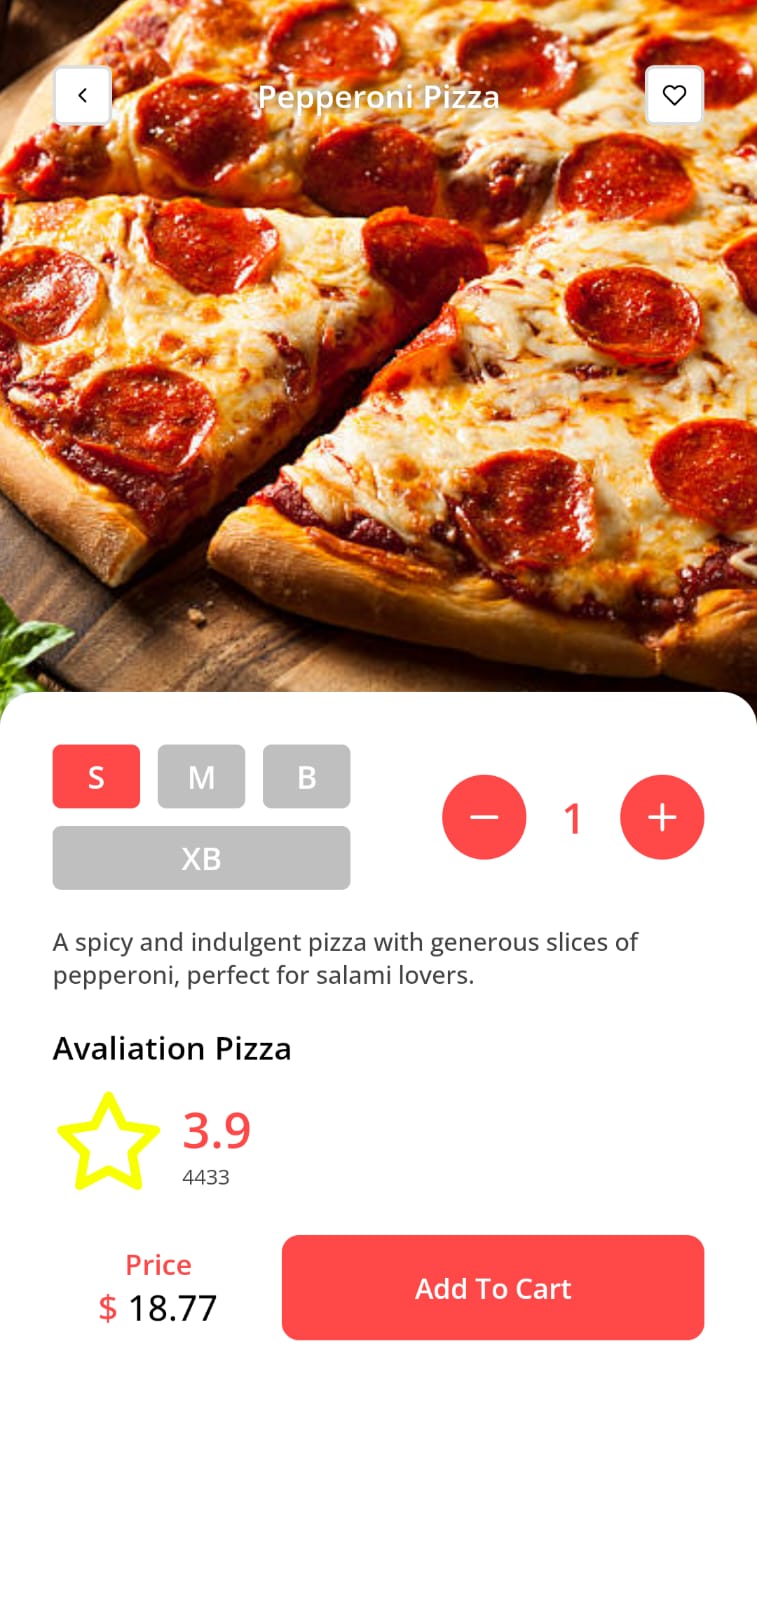 Pepperoni Pizza
S M B
XB
1
A spicy and indulgent pizza with generous slices of
pepperoni, perfect for salami lovers.
Avaliation Pizza
3.9
4433
Price
$ 18.77
Add To Cart